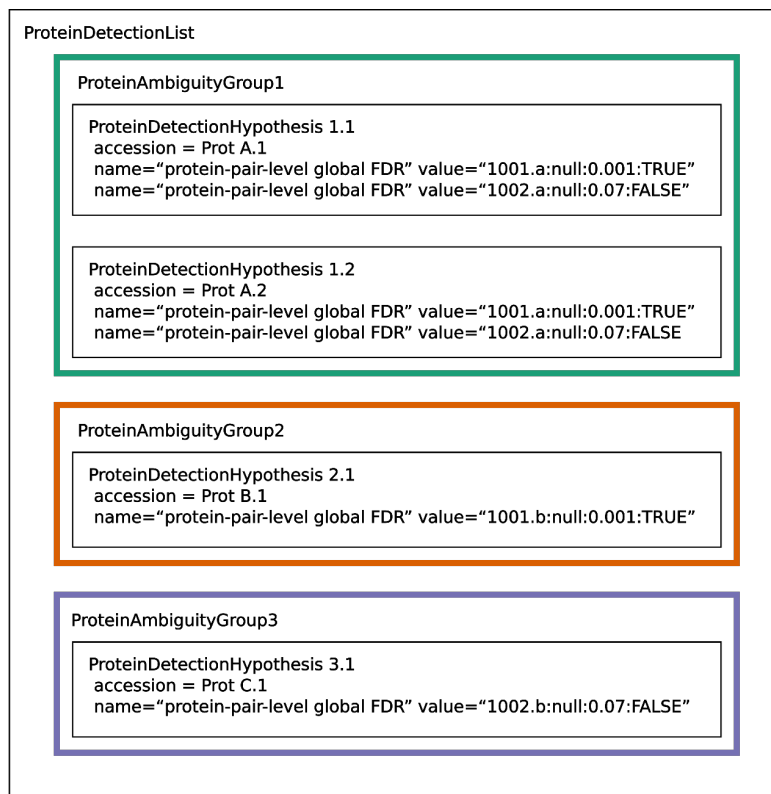 ProteinDetectionList
ProteinAmbiguityGroup1
ProteinDetectionHypothesis 1.1
accession = Prot A.1
name=“protein-pair-level global FDR” value=“1001.a:null:0.001:TRUE”
name=“protein-pair-level global FDR” value=“1002.a:null:0.07:FALSE”
ProteinDetectionHypothesis 1.2
accession = Prot A.2
name=“protein-pair-level global FDR” value=“1001.a:null:0.001:TRUE”
name=“protein-pair-level global FDR” value=“1002.a:null:0.07:FALSE
ProteinAmbiguityGroup2
ProteinDetectionHypothesis 2.1
accession = Prot B.1
name=“protein-pair-level global FDR” value=“1001.b:null:0.001:TRUE”
ProteinAmbiguityGroup3
ProteinDetectionHypothesis 3.1
accession = Prot C.1
name=“protein-pair-level global FDR” value=“1002.b:null:0.07:FALSE”